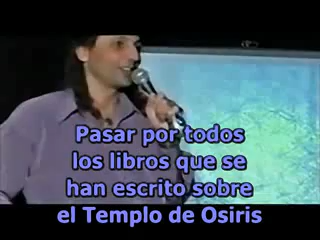 Pasar por todos
los libros que se
han escrito sobre
el Templo de Osiris